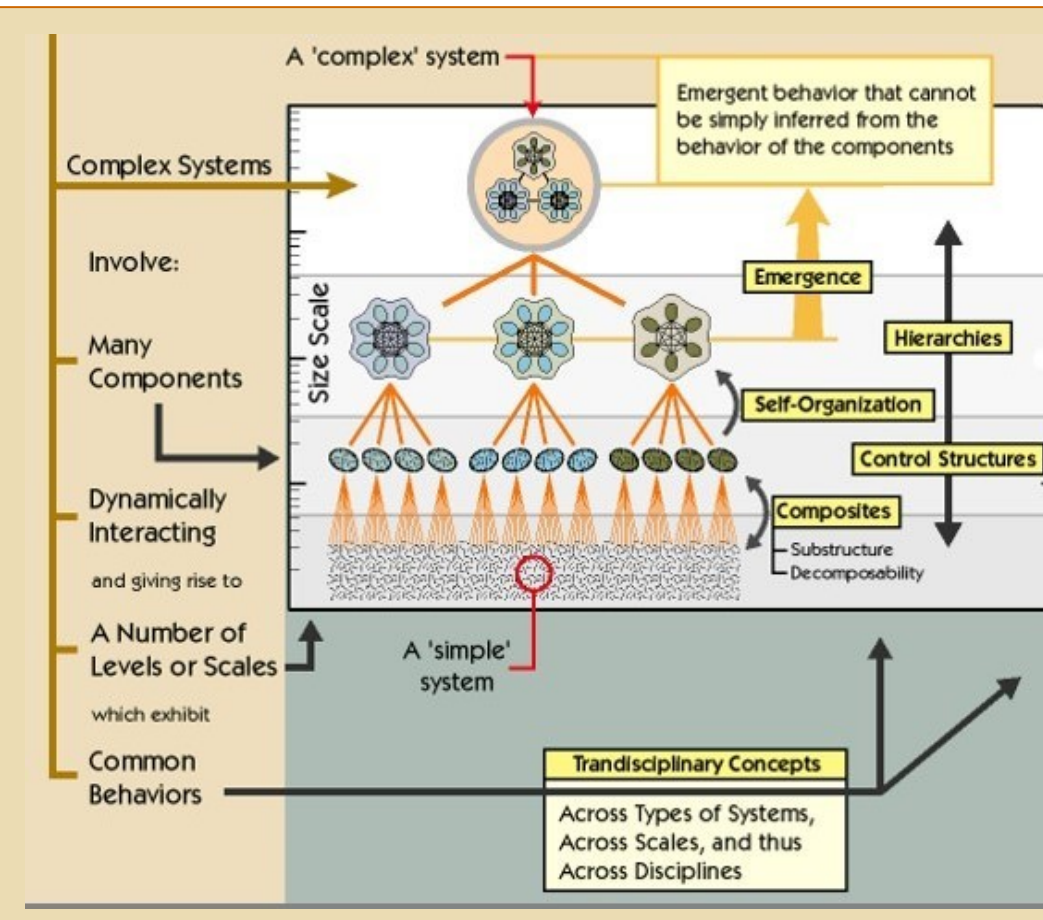 A 'complex' system
Emergent behavior that cannot
be simply inferred from the
behavior of the components
Complex Systems
Involve:
Many
Components
Dynamically
Interacting
and giving rise to
A Number of
Levels or Scales
which exhibit
Common
Behaviors
Size Scale
Emergence
Hierarchies
Self-Organization
Control Structures
Composites
Substructure
Decomposability
A 'simple'
system
Trandisciplinary Concepts
Across Types of Systems,
Across Scales, and thus
Across Disciplines